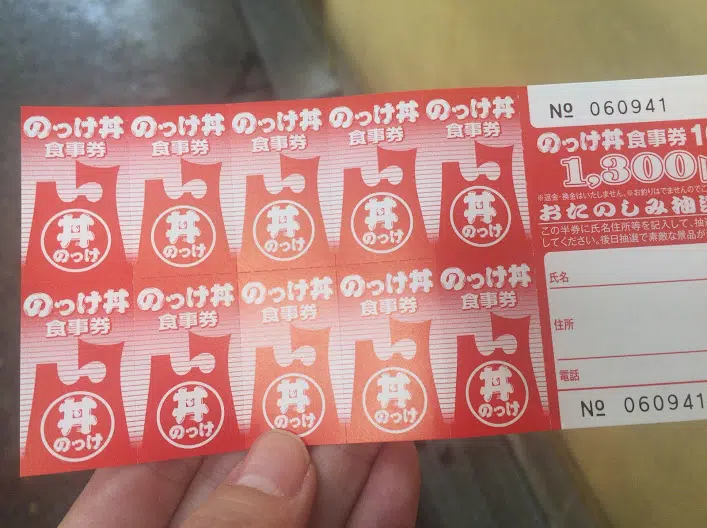 のっけ丼 のっけ丼 のっけ丼 のっけ丼 のっけ丼
食事券 食事券 食事券 食事券 食事券
丼 丼 丼 丼 丼
のっけ のっけ のっけ のっけ のっけ
のっけ丼 のっけ丼 のっけ丼 のっけ丼 のっけ丼
食事券 食事券 食事券 食事券 食事券
丼 丼 丼 丼 丼
のっけ のっけ のっけ のっけ のっけ
№ 060941
のっけ丼 食事券 1
1,300
※返金・換金はいたしません。※お釣りはでませんのでご
おたのしみ抽
この半券に氏名住所等を記入して、抽
してください。後日抽選で素敵な景品が
氏名
住所
電話
№ 060941